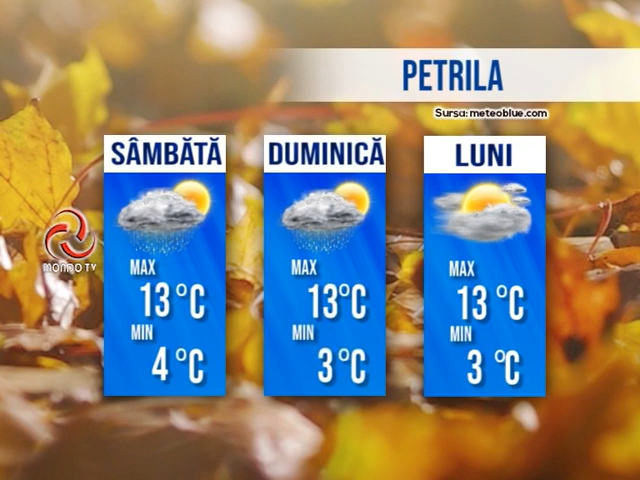 PETRILA
Sursa: meteoblue.com
SÂMBĂTĂ
MAX
13 °C
MIN
4 °C
DUMINICĂ
MAX
13°C
MIN
3 °C
LUNI
MAX
13 °C
MIN
3 °C
MONDO TV